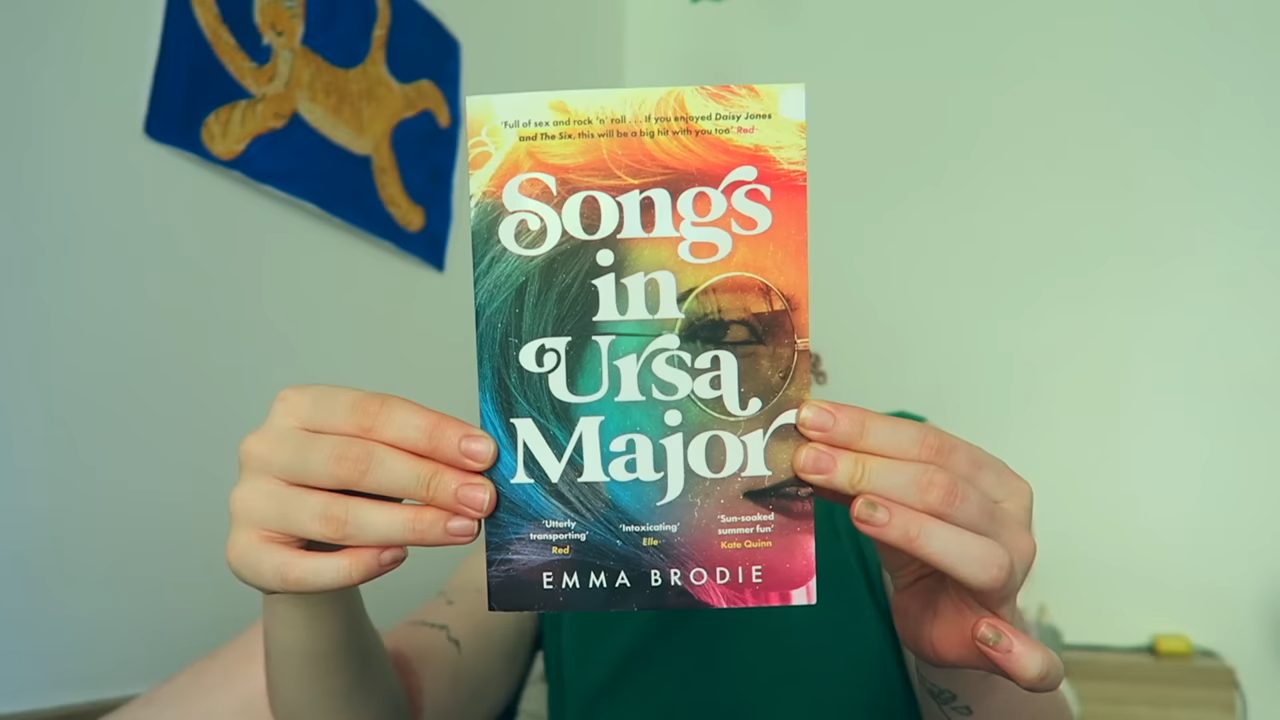 'Full of sex and rock 'n' roll . . . If you enjoyed Daisy Jones
and The Six, this will be a big hit with you too' Red
Songs
in
Ursa
Major
'Utterly
transporting'
Red
'Intoxicating'
Elle
'Sun-soaked
summer fun'
Kate Quinn
EMMA BRODIE